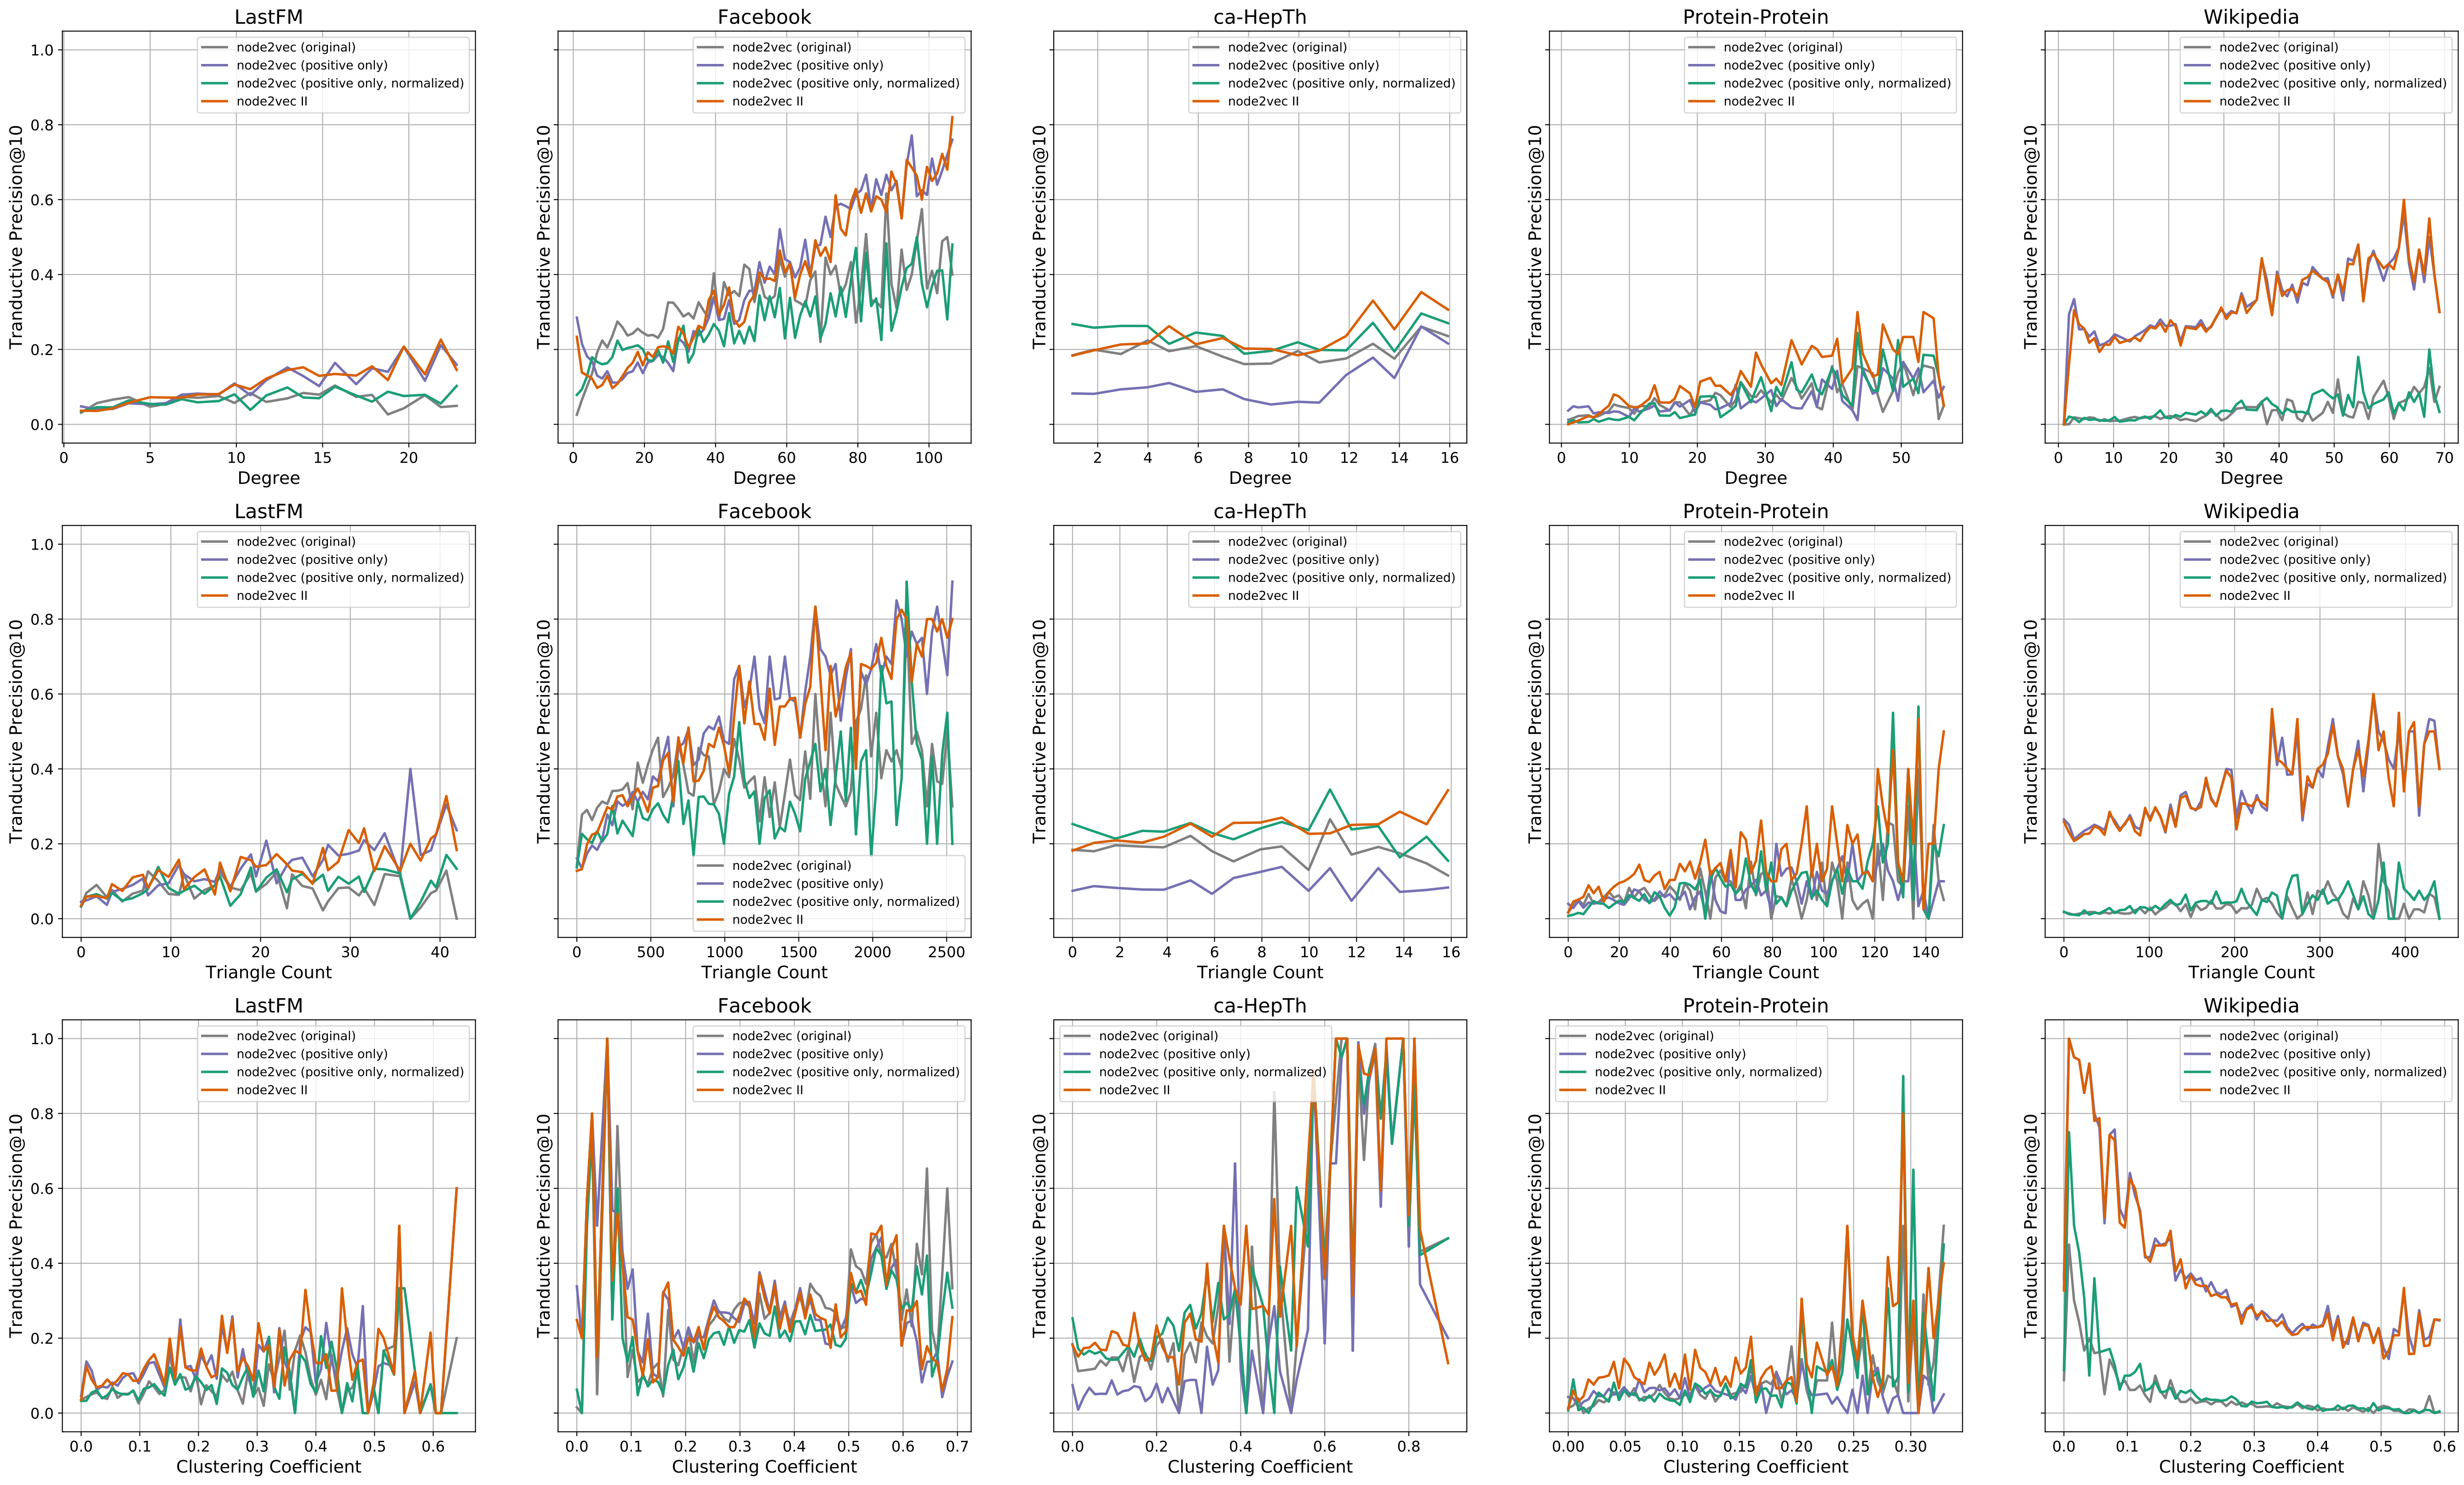 LastFM
1.0
0.8
0.6
0.4
0.2
0.0
Tranductive Precision@10
node2vec (original)
node2vec (positive only)
node2vec (positive only, normalized)
node2vec II
0 5 10 15 20
Degree
Facebook
Tranductive Precision@10
node2vec (original)
node2vec (positive only)
node2vec (positive only, normalized)
node2vec II
0 20 40 60 80 100
Degree
ca-HepTh
Tranductive Precision@10
node2vec (original)
node2vec (positive only)
node2vec (positive only, normalized)
node2vec II
2 4 6 8 10 12 14 16
Degree
Protein-Protein
Tranductive Precision@10
node2vec (original)
node2vec (positive only)
node2vec (positive only, normalized)
node2vec II
0 10 20 30 40 50
Degree
Wikipedia
Tranductive Precision@10
node2vec (original)
node2vec (positive only)
node2vec (positive only, normalized)
node2vec II
0 10 20 30 40 50 60 70
Degree
LastFM
1.0
0.8
0.6
0.4
0.2
0.0
Tranductive Precision@10
node2vec (original)
node2vec (positive only)
node2vec (positive only, normalized)
node2vec II
0 10 20 30 40
Triangle Count
Facebook
Tranductive Precision@10
node2vec (original)
node2vec (positive only)
node2vec (positive only, normalized)
node2vec II
0 500 1000 1500 2000 2500
Triangle Count
ca-HepTh
Tranductive Precision@10
node2vec (original)
node2vec (positive only)
node2vec (positive only, normalized)
node2vec II
0 2 4 6 8 10 12 14 16
Triangle Count
Protein-Protein
Tranductive Precision@10
node2vec (original)
node2vec (positive only)
node2vec (positive only, normalized)
node2vec II
0 20 40 60 80 100 120 140
Triangle Count
Wikipedia
Tranductive Precision@10
node2vec (original)
node2vec (positive only)
node2vec (positive only, normalized)
node2vec II
0 100 200 300 400
Triangle Count
LastFM
1.0
0.8
0.6
0.4
0.2
0.0
Tranductive Precision@10
node2vec (original)
node2vec (positive only)
node2vec (positive only, normalized)
node2vec II
0.0 0.1 0.2 0.3 0.4 0.5 0.6
Clustering Coefficient
Facebook
Tranductive Precision@10
node2vec (original)
node2vec (positive only)
node2vec (positive only, normalized)
node2vec II
0.0 0.1 0.2 0.3 0.4 0.5 0.6 0.7
Clustering Coefficient
ca-HepTh
Tranductive Precision@10
node2vec (original)
node2vec (positive only)
node2vec (positive only, normalized)
node2vec II
0.0 0.2 0.4 0.6 0.8
Clustering Coefficient
Protein-Protein
Tranductive Precision@10
node2vec (original)
node2vec (positive only)
node2vec (positive only, normalized)
node2vec II
0.00 0.05 0.10 0.15 0.20 0.25 0.30
Clustering Coefficient
Wikipedia
Tranductive Precision@10
node2vec (original)
node2vec (positive only)
node2vec (positive only, normalized)
node2vec II
0.0 0.1 0.2 0.3 0.4 0.5 0.6
Clustering Coefficient